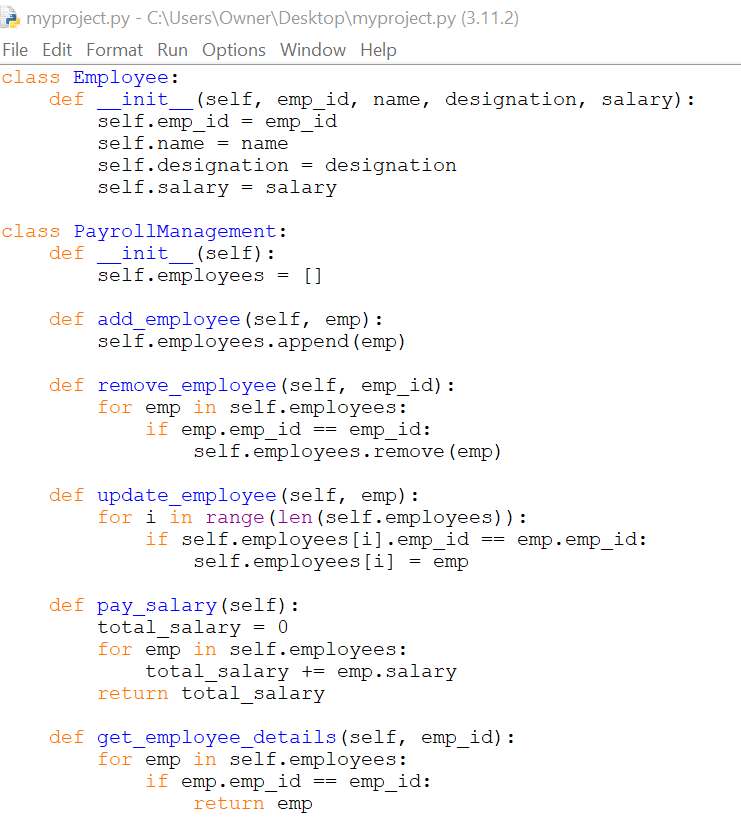 myproject.py - C:\Users\Owner\Desktop\myproject.py (3.11.2)
File Edit Format Run Options Window Help
class Employee:
    def __init__(self, emp_id, name, designation, salary):
        self.emp_id = emp_id
        self.name = name
        self.designation = designation
        self.salary = salary

class PayrollManagement:
    def __init__(self):
        self.employees = []

    def add_employee(self, emp):
        self.employees.append(emp)

    def remove_employee(self, emp_id):
        for emp in self.employees:
            if emp.emp_id == emp_id:
                self.employees.remove(emp)

    def update_employee(self, emp):
        for i in range(len(self.employees)):
            if self.employees[i].emp_id == emp.emp_id:
                self.employees[i] = emp

    def pay_salary(self):
        total_salary = 0
        for emp in self.employees:
            total_salary += emp.salary
        return total_salary

    def get_employee_details(self, emp_id):
        for emp in self.employees:
            if emp.emp_id == emp_id:
                return emp